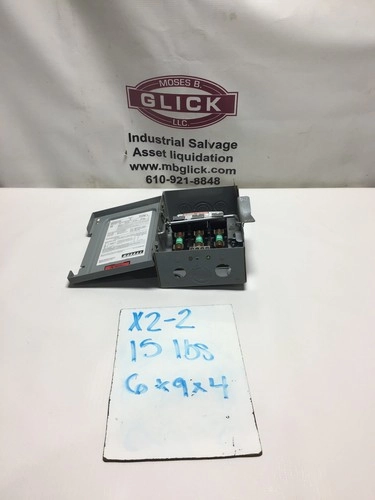 MOSES B.
GLICK
LLC.
Industrial Salvage
Asset liquidation
www.mbglick.com
610-921-8848
X2-2
15 lbs
6x9x4